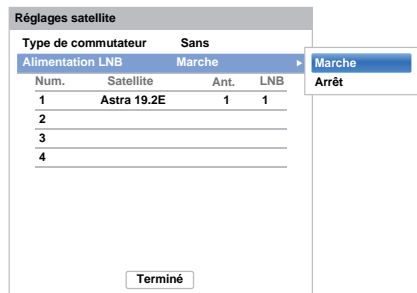 Réglages satellite
Type de commutateur Sans
Alimentation LNB Marche
Marche
Arrêt
Num. Satellite Ant. LNB
1 Astra 19.2E 1 1
2
3
4
Terminé